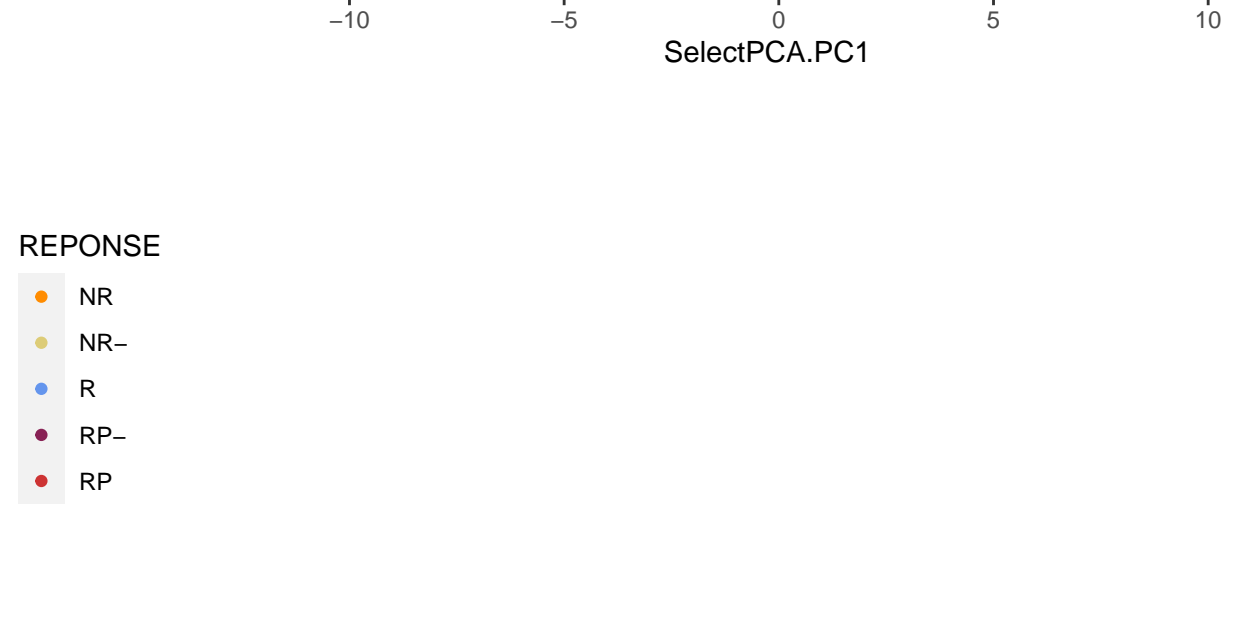 −10 −5 0 5 10
SelectPCA.PC1
REPONSE
NR
NR−
R
RP−
RP